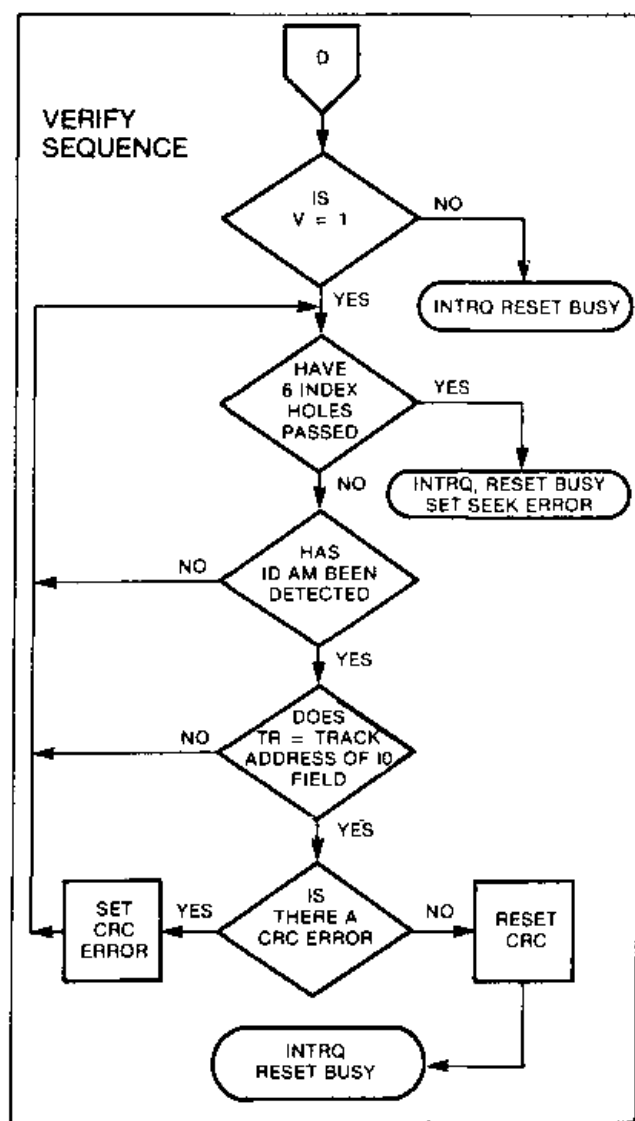 D
VERIFY
SEQUENCE
IS
V = 1
NO
YES
INTRQ RESET BUSY
HAVE
6 INDEX
HOLES
PASSED
YES
NO
INTRQ, RESET BUSY
SET SEEK ERROR
HAS
ID AM BEEN
DETECTED
NO
YES
DOES
TR = TRACK
ADDRESS OF ID
FIELD
NO
YES
IS
THERE A
CRC ERROR
YES
NO
SET
CRC
ERROR
RESET
CRC
INTRQ
RESET BUSY